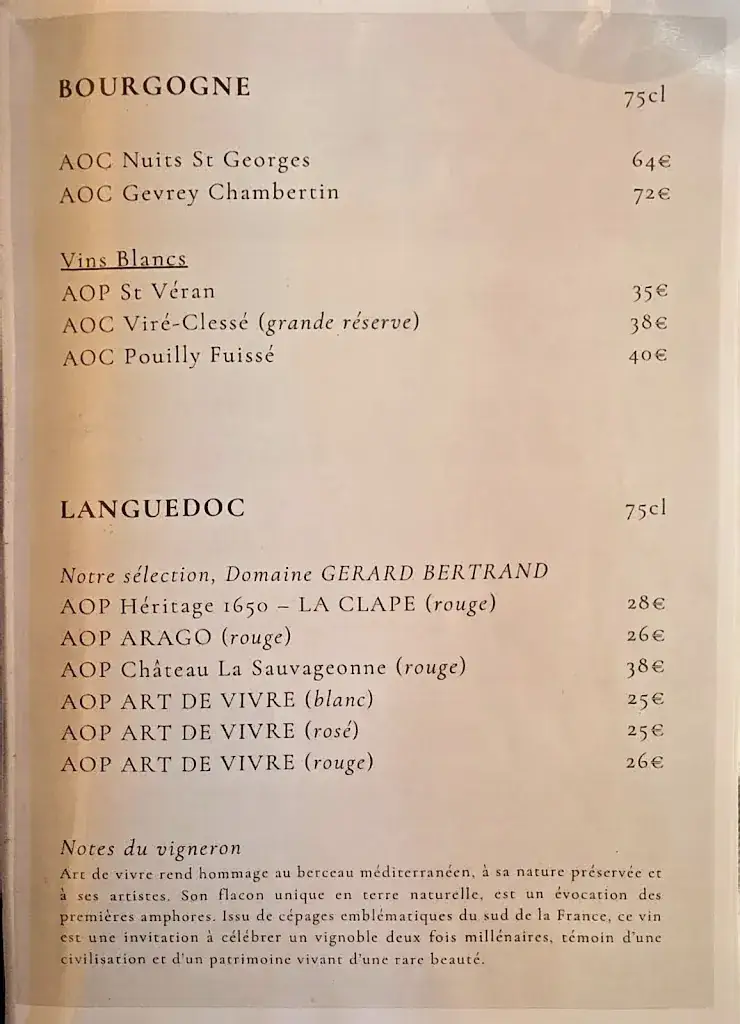 BOURGOGNE 75cl
AOC Nuits St Georges 64€
AOC Gevrey Chambertin 72€
Vins Blancs
AOP St Véran 35€
AOC Viré-Clessé (grande réserve) 38€
AOC Pouilly Fuissé 40€
LANGUEDOC 75cl
Notre sélection, Domaine GERARD BERTRAND
AOP Héritage 1650 – LA CLAPE (rouge) 28€
AOP ARAGO (rouge) 26€
AOP Château La Sauvageonne (rouge) 38€
AOP ART DE VIVRE (blanc) 25€
AOP ART DE VIVRE (rosé) 25€
AOP ART DE VIVRE (rouge) 26€
Notes du vigneron
Art de vivre rend hommage au berceau méditerranéen, à sa nature préservée et
à ses artistes. Son flacon unique en terre naturelle, est un évocation des
premières amphores. Issu de cépages emblématiques du sud de la France, ce vin
est une invitation à célébrer un vignoble deux fois millénaires, témoin d'une
civilisation et d'un patrimoine vivant d'une rare beauté.